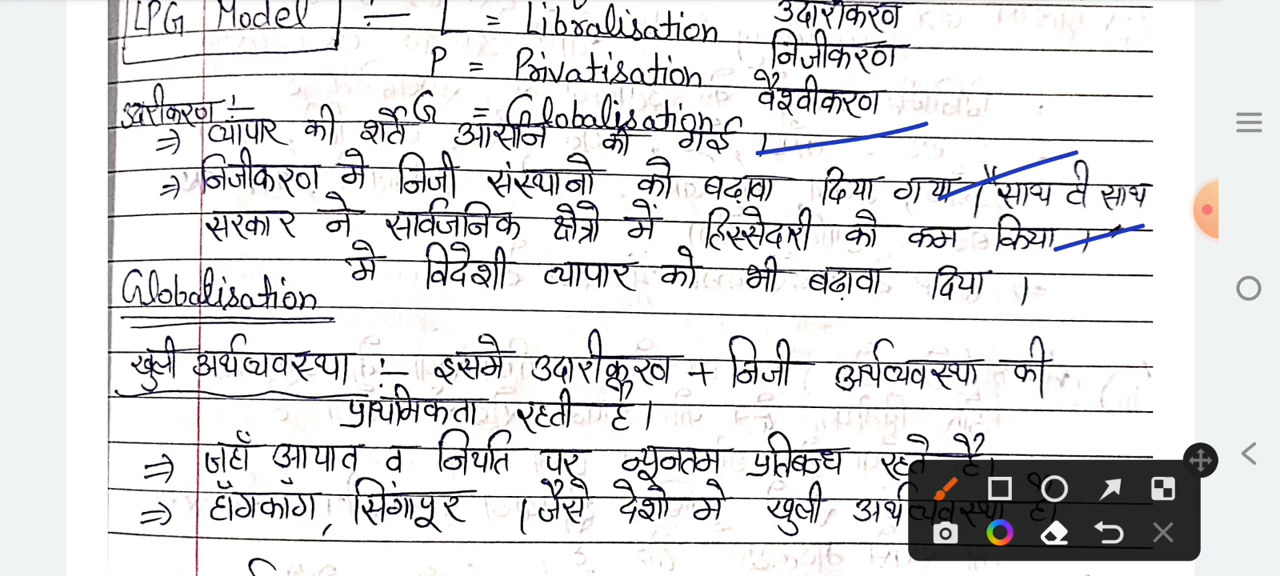 LPG Model :- L = Libralisation उदारीकरण
P = Privatisation निजीकरण
G = Globalisation वैश्वीकरण
उदारीकरण :-
⇒ व्यापार की शर्तें आसान की गई ।
⇒ निजीकरण में निजी संस्थानो को बढ़ावा दिया गया । साथ ही साथ
सरकार ने सार्वजनिक क्षेत्रो में हिस्सेदारी को कम किया ।
Globalisation में विदेशी व्यापार को भी बढ़ावा दिया ।
खुली अर्थव्यवस्था :- इसमे उदारीकरण + निजी अर्थव्यवस्था की
प्राथमिकता रहती है।
⇒ जहाँ आयात व निर्यात पर न्यूनतम प्रतिबन्ध रहते है।
⇒ हाँगकाँग, सिंगापूर । जैसे देशो मे खुली अर्थव्यवस्था है।